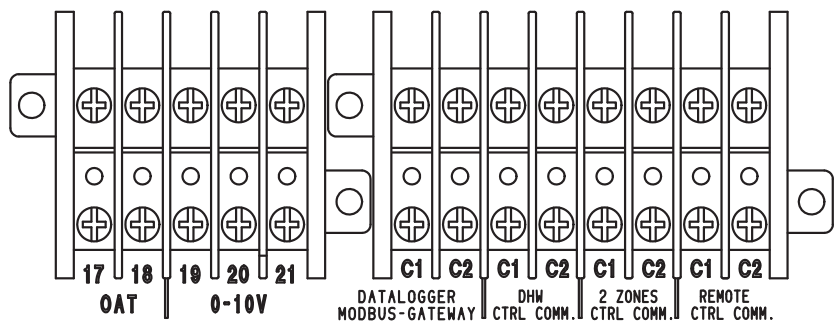 17 18 19 20 21 C1 C2 C1 C2 C1 C2 C1 C2
OAT 0-10V DATALOGGER DHW 2 ZONES REMOTE
MODBUS-GATEWAY CTRL COMM. CTRL COMM. CTRL COMM.